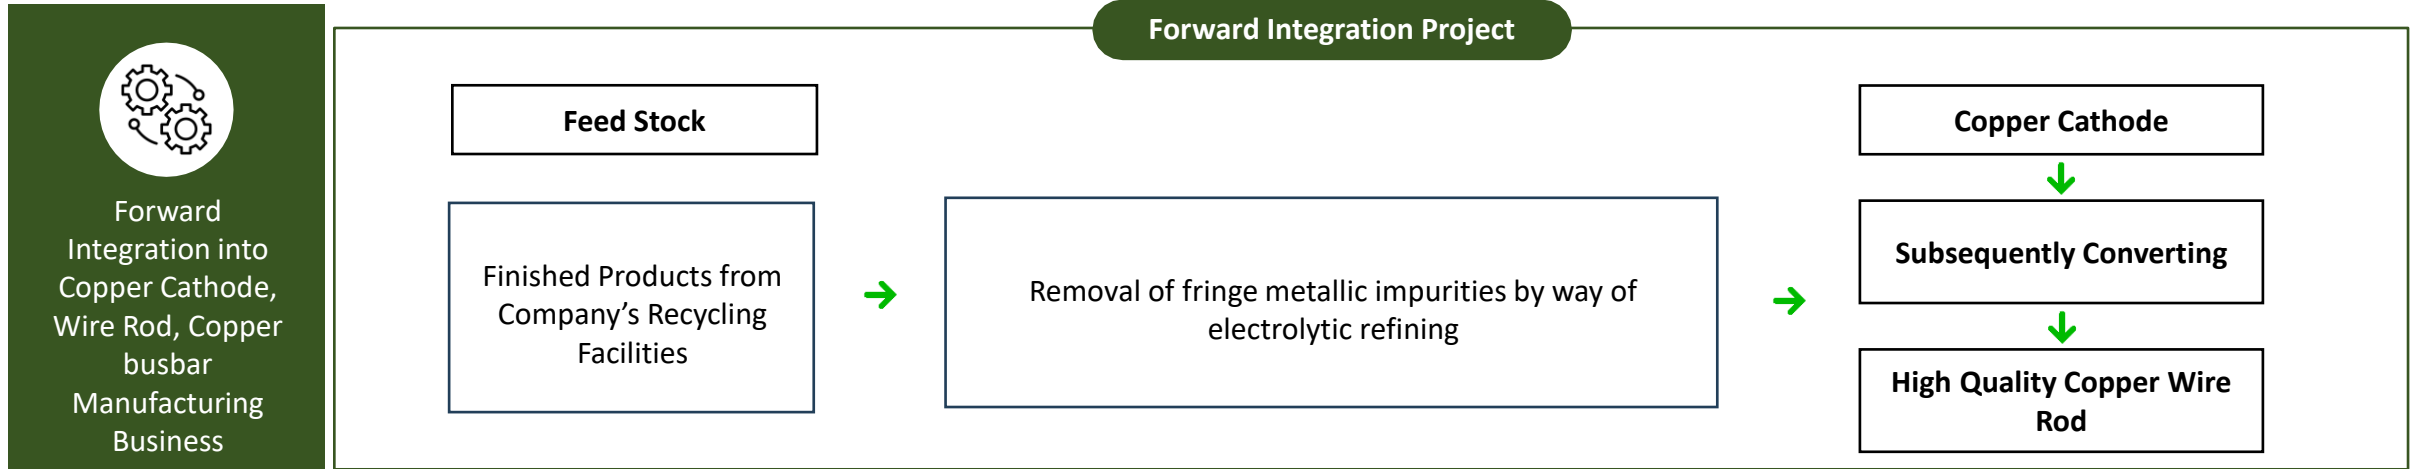 Forward Integration Project
Forward
Integration into
Copper Cathode,
Wire Rod, Copper
busbar
Manufacturing
Business
Feed Stock
Finished Products from
Company’s Recycling
Facilities
Removal of fringe metallic impurities by way of
electrolytic refining
Copper Cathode
Subsequently Converting
High Quality Copper Wire
Rod